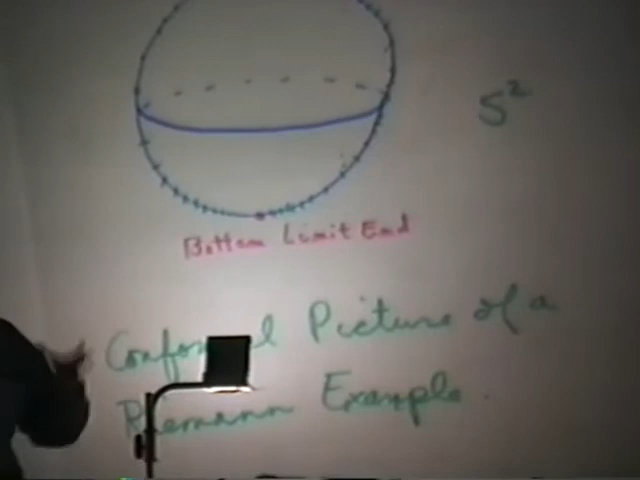 S²
Bottom Limit End
Conformal Picture of a
Riemann Example.